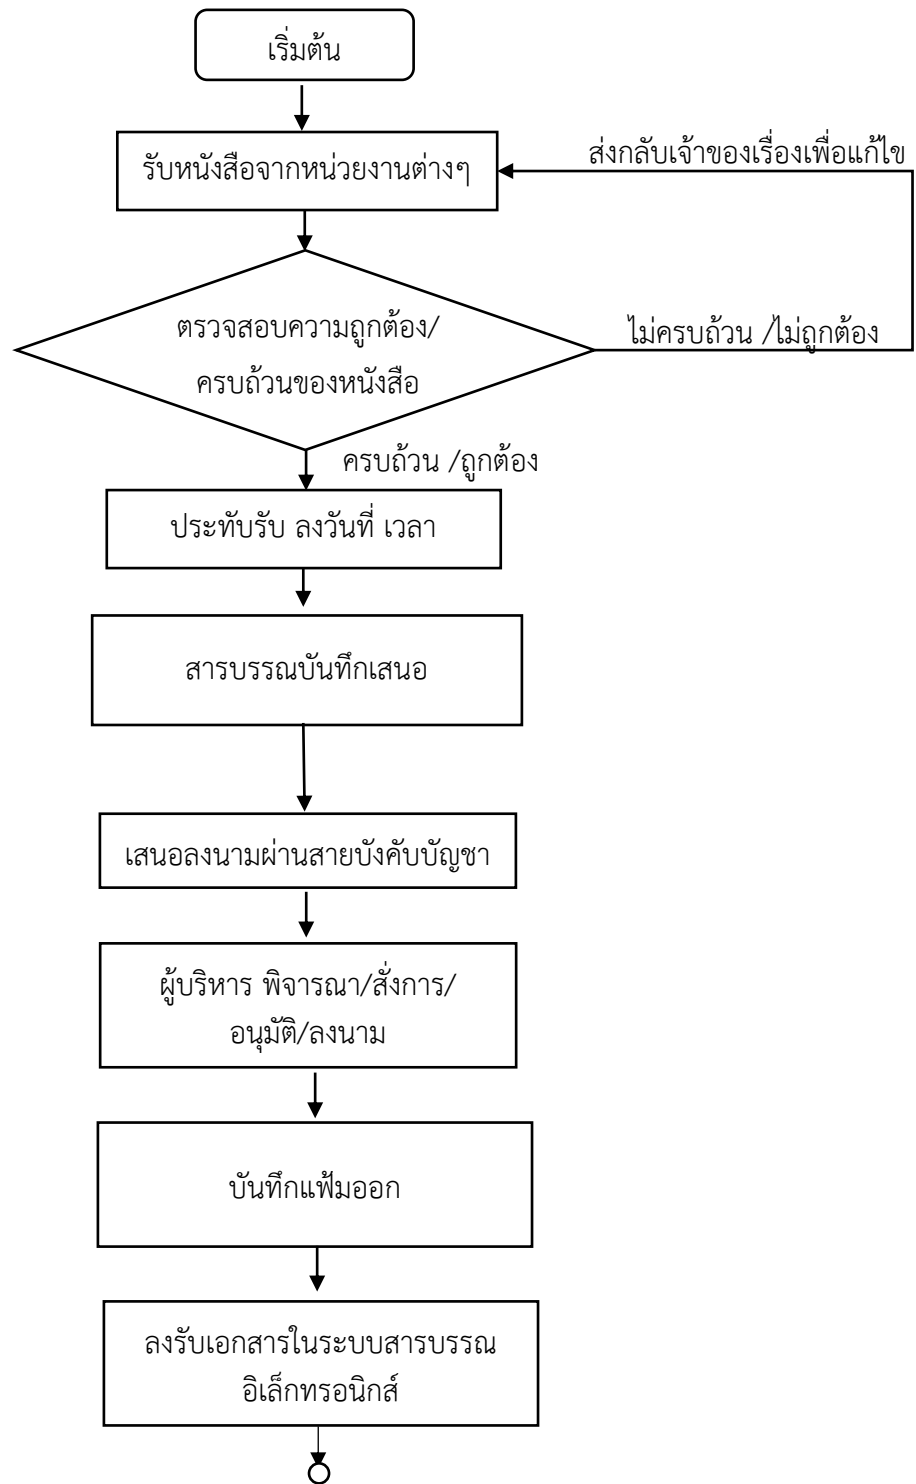 เริ่มต้น
ส่งกลับเจ้าของเรื่องเพื่อแก้ไข
รับหนังสือจากหน่วยงานต่างๆ
ตรวจสอบความถูกต้อง/
ครบถ้วนของหนังสือ
ไม่ครบถ้วน /ไม่ถูกต้อง
ครบถ้วน /ถูกต้อง
ประทับรับ ลงวันที่ เวลา
สารบรรณบันทึกเสนอ
เสนอลงนามผ่านสายบังคับบัญชา
ผู้บริหาร พิจารณา/สั่งการ/
อนุมัติ/ลงนาม
บันทึกแฟ้มออก
ลงรับเอกสารในระบบสารบรรณ
อิเล็กทรอนิกส์